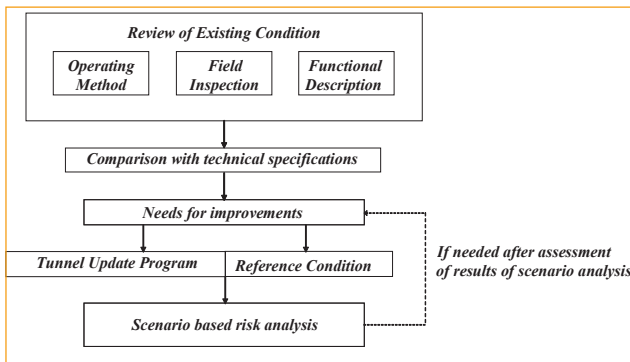 Review of Existing Condition
Operating
Method
Field
Inspection
Functional
Description
Comparison with technical specifications
Needs for improvements
Tunnel Update Program
Reference Condition
If needed after assessment
of results of scenario analysis
Scenario based risk analysis